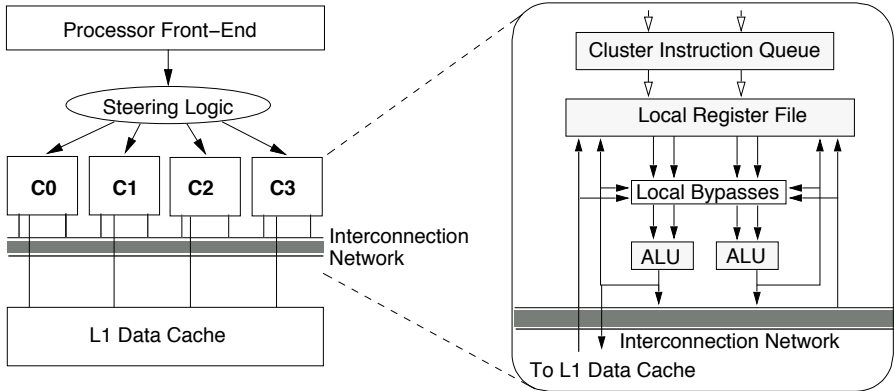 Processor Front–End
Steering Logic
C0 C1 C2 C3
Interconnection
Network
L1 Data Cache
Cluster Instruction Queue
Local Register File
Local Bypasses
ALU ALU
Interconnection Network
To L1 Data Cache